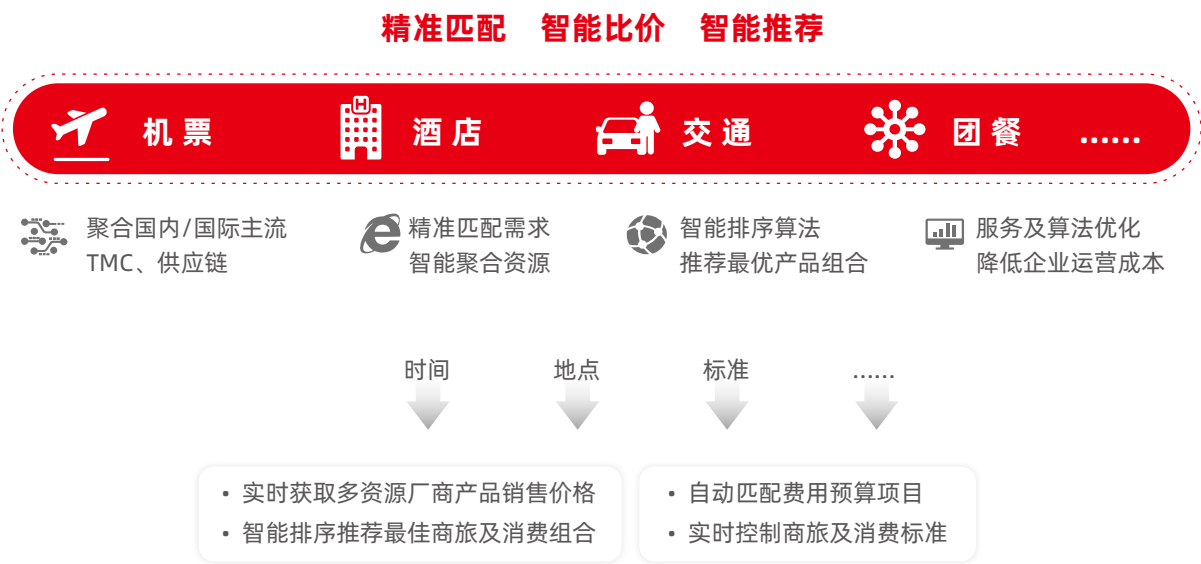 精准匹配 智能比价 智能推荐
机票 酒店 交通 团餐 ......
聚合国内/国际主流
TMC、供应链
精准匹配需求
智能聚合资源
智能排序算法
推荐最优产品组合
服务及算法优化
降低企业运营成本
时间 地点 标准 ......
• 实时获取多资源厂商产品销售价格
• 智能排序推荐最佳商旅及消费组合
• 自动匹配费用预算项目
• 实时控制商旅及消费标准